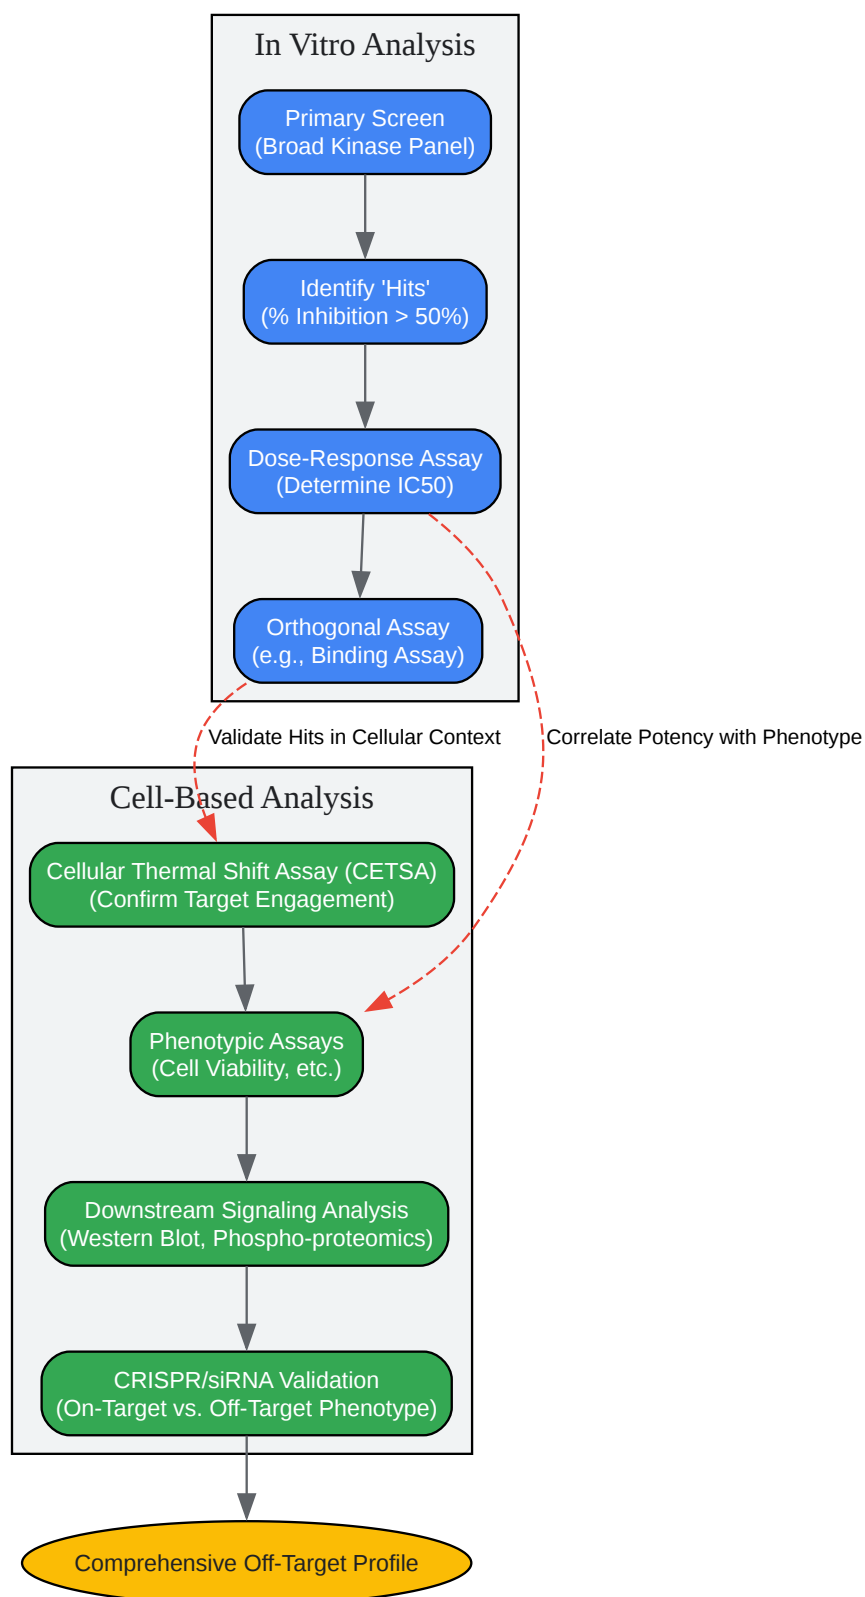 In Vitro Analysis
Primary Screen
(Broad Kinase Panel)
Identify 'Hits'
(% Inhibition > 50%)
Dose-Response Assay
(Determine IC50)
Orthogonal Assay
(e.g., Binding Assay)
Validate Hits in Cellular Context
Correlate Potency with Phenotype
Cell-Based Analysis
Cellular Thermal Shift Assay (CETSA)
(Confirm Target Engagement)
Phenotypic Assays
(Cell Viability, etc.)
Downstream Signaling Analysis
(Western Blot, Phospho-proteomics)
CRISPR/siRNA Validation
(On-Target vs. Off-Target Phenotype)
Comprehensive Off-Target Profile